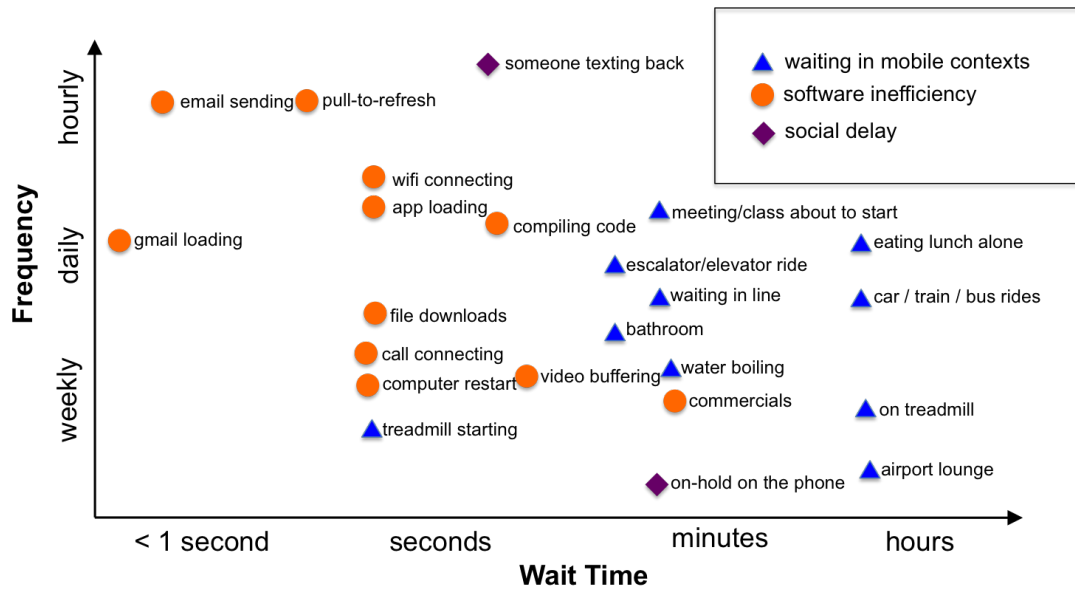 waiting in mobile contexts
software inefficiency
social delay
Frequency
hourly
daily
weekly
someone texting back
email sending
pull-to-refresh
wifi connecting
app loading
compiling code
meeting/class about to start
gmail loading
eating lunch alone
escalator/elevator ride
waiting in line
car / train / bus rides
file downloads
bathroom
call connecting
water boiling
computer restart
video buffering
commercials
on treadmill
treadmill starting
airport lounge
on-hold on the phone
< 1 second
seconds
minutes
hours
Wait Time